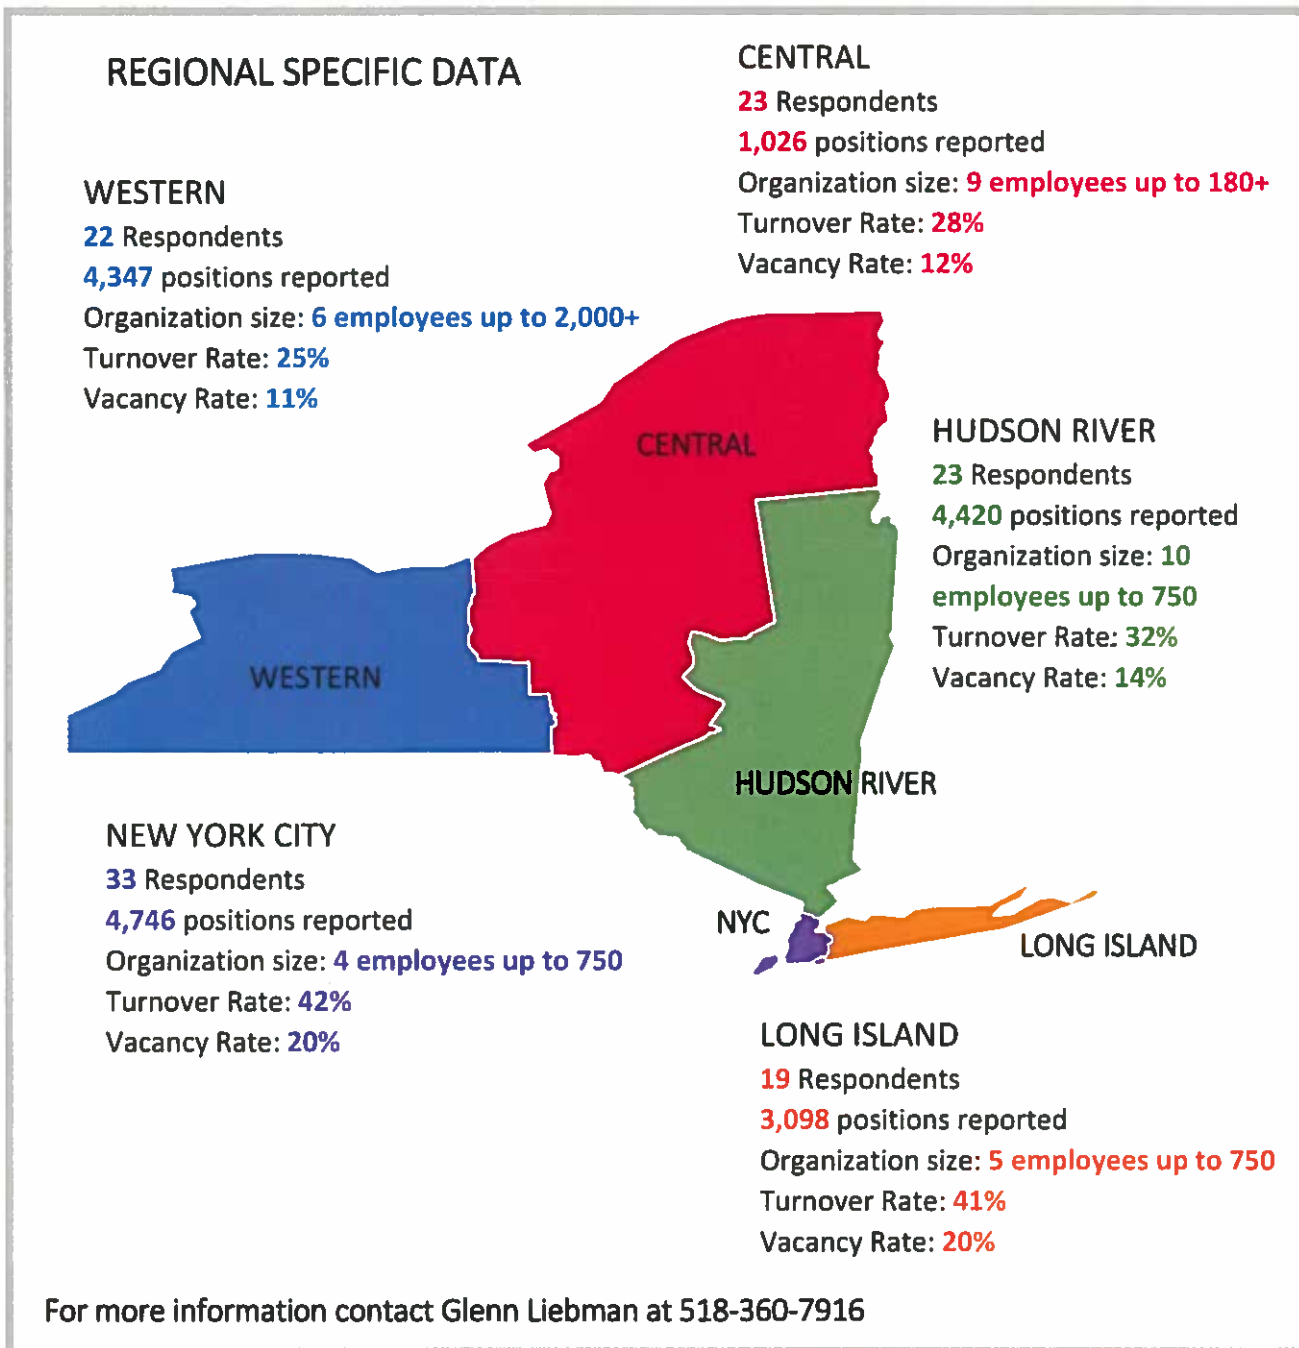 REGIONAL SPECIFIC DATA
CENTRAL
23 Respondents
1,026 positions reported
Organization size: 9 employees up to 180+
Turnover Rate: 28%
Vacancy Rate: 12%
WESTERN
22 Respondents
4,347 positions reported
Organization size: 6 employees up to 2,000+
Turnover Rate: 25%
Vacancy Rate: 11%
CENTRAL
HUDSON RIVER
23 Respondents
4,420 positions reported
Organization size: 10
employees up to 750
Turnover Rate: 32%
Vacancy Rate: 14%
WESTERN
HUDSON RIVER
NEW YORK CITY
33 Respondents
4,746 positions reported
Organization size: 4 employees up to 750
Turnover Rate: 42%
Vacancy Rate: 20%
NYC
LONG ISLAND
LONG ISLAND
19 Respondents
3,098 positions reported
Organization size: 5 employees up to 750
Turnover Rate: 41%
Vacancy Rate: 20%
For more information contact Glenn Liebman at 518-360-7916